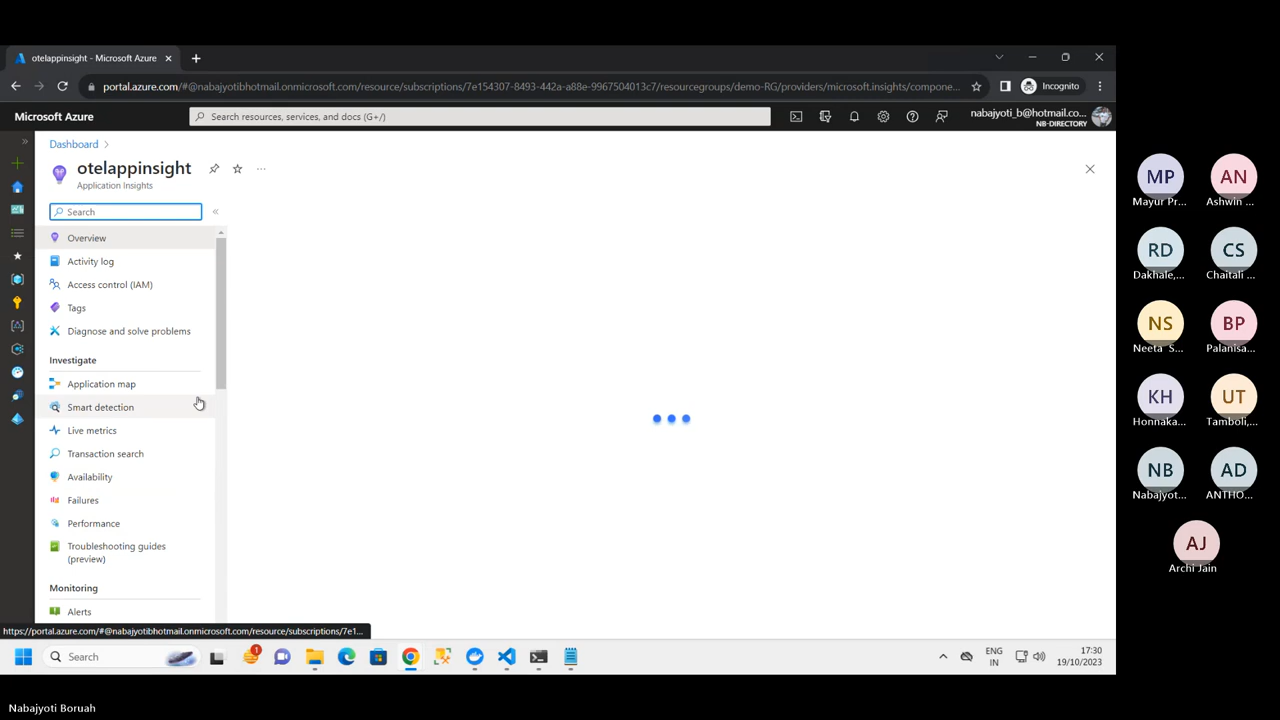 otelappinsight - Microsoft Azure
portal.azure.com/#@nabajyotibhotmail.onmicrosoft.com/resource/subscriptions/7e154307-8493-442a-a88e-9967504013c7/resourcegroups/demo-RG/providers/microsoft.insights/compone...
Incognito
Microsoft Azure
Search resources, services, and docs (G+/)
nabajyoti_b@hotmail.co...
NB-DIRECTORY
Dashboard
otelappinsight
Application Insights
Search
Overview
Activity log
Access control (IAM)
Tags
Diagnose and solve problems
Investigate
Application map
Smart detection
Live metrics
Transaction search
Availability
Failures
Performance
Troubleshooting guides
(preview)
Monitoring
Alerts
https://portal.azure.com/#@nabajyotibhotmail.onmicrosoft.com/resource/subscriptions/7e1...
Search
1
ENG
IN
17:30
19/10/2023
MP
Mayur Pr...
AN
Ashwin ...
RD
Dakhale,...
CS
Chaitali ...
NS
Neeta S...
BP
Palanisa...
KH
Honnaka...
UT
Tamboli,...
NB
Nabajyot...
AD
ANTHO...
AJ
Archi Jain
Nabajyoti Boruah